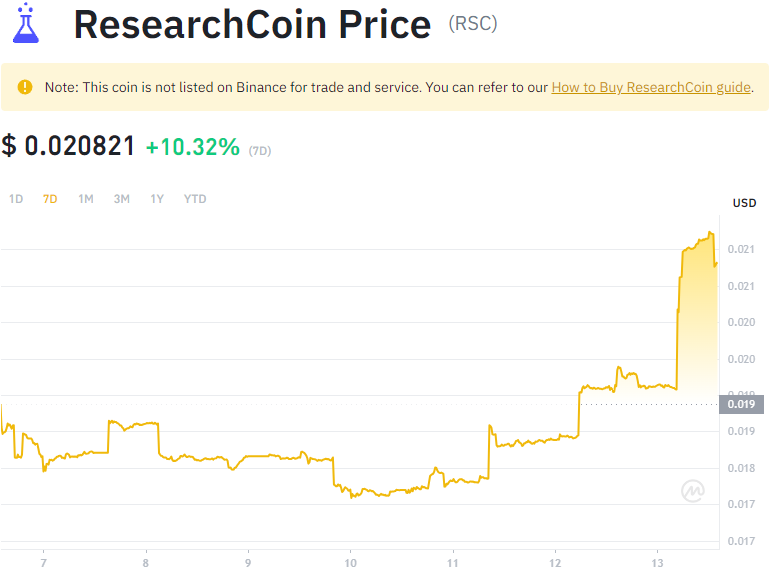 ResearchCoin Price (RSC)
Note: This coin is not listed on Binance for trade and service. You can refer to our How to Buy ResearchCoin guide.
$ 0.020821 +10.32% (7D)
1D 7D 1M 3M 1Y YTD
USD
0.021
0.021
0.020
0.020
0.019
0.019
0.019
0.018
0.017
0.017
7 8 9 10 11 12 13